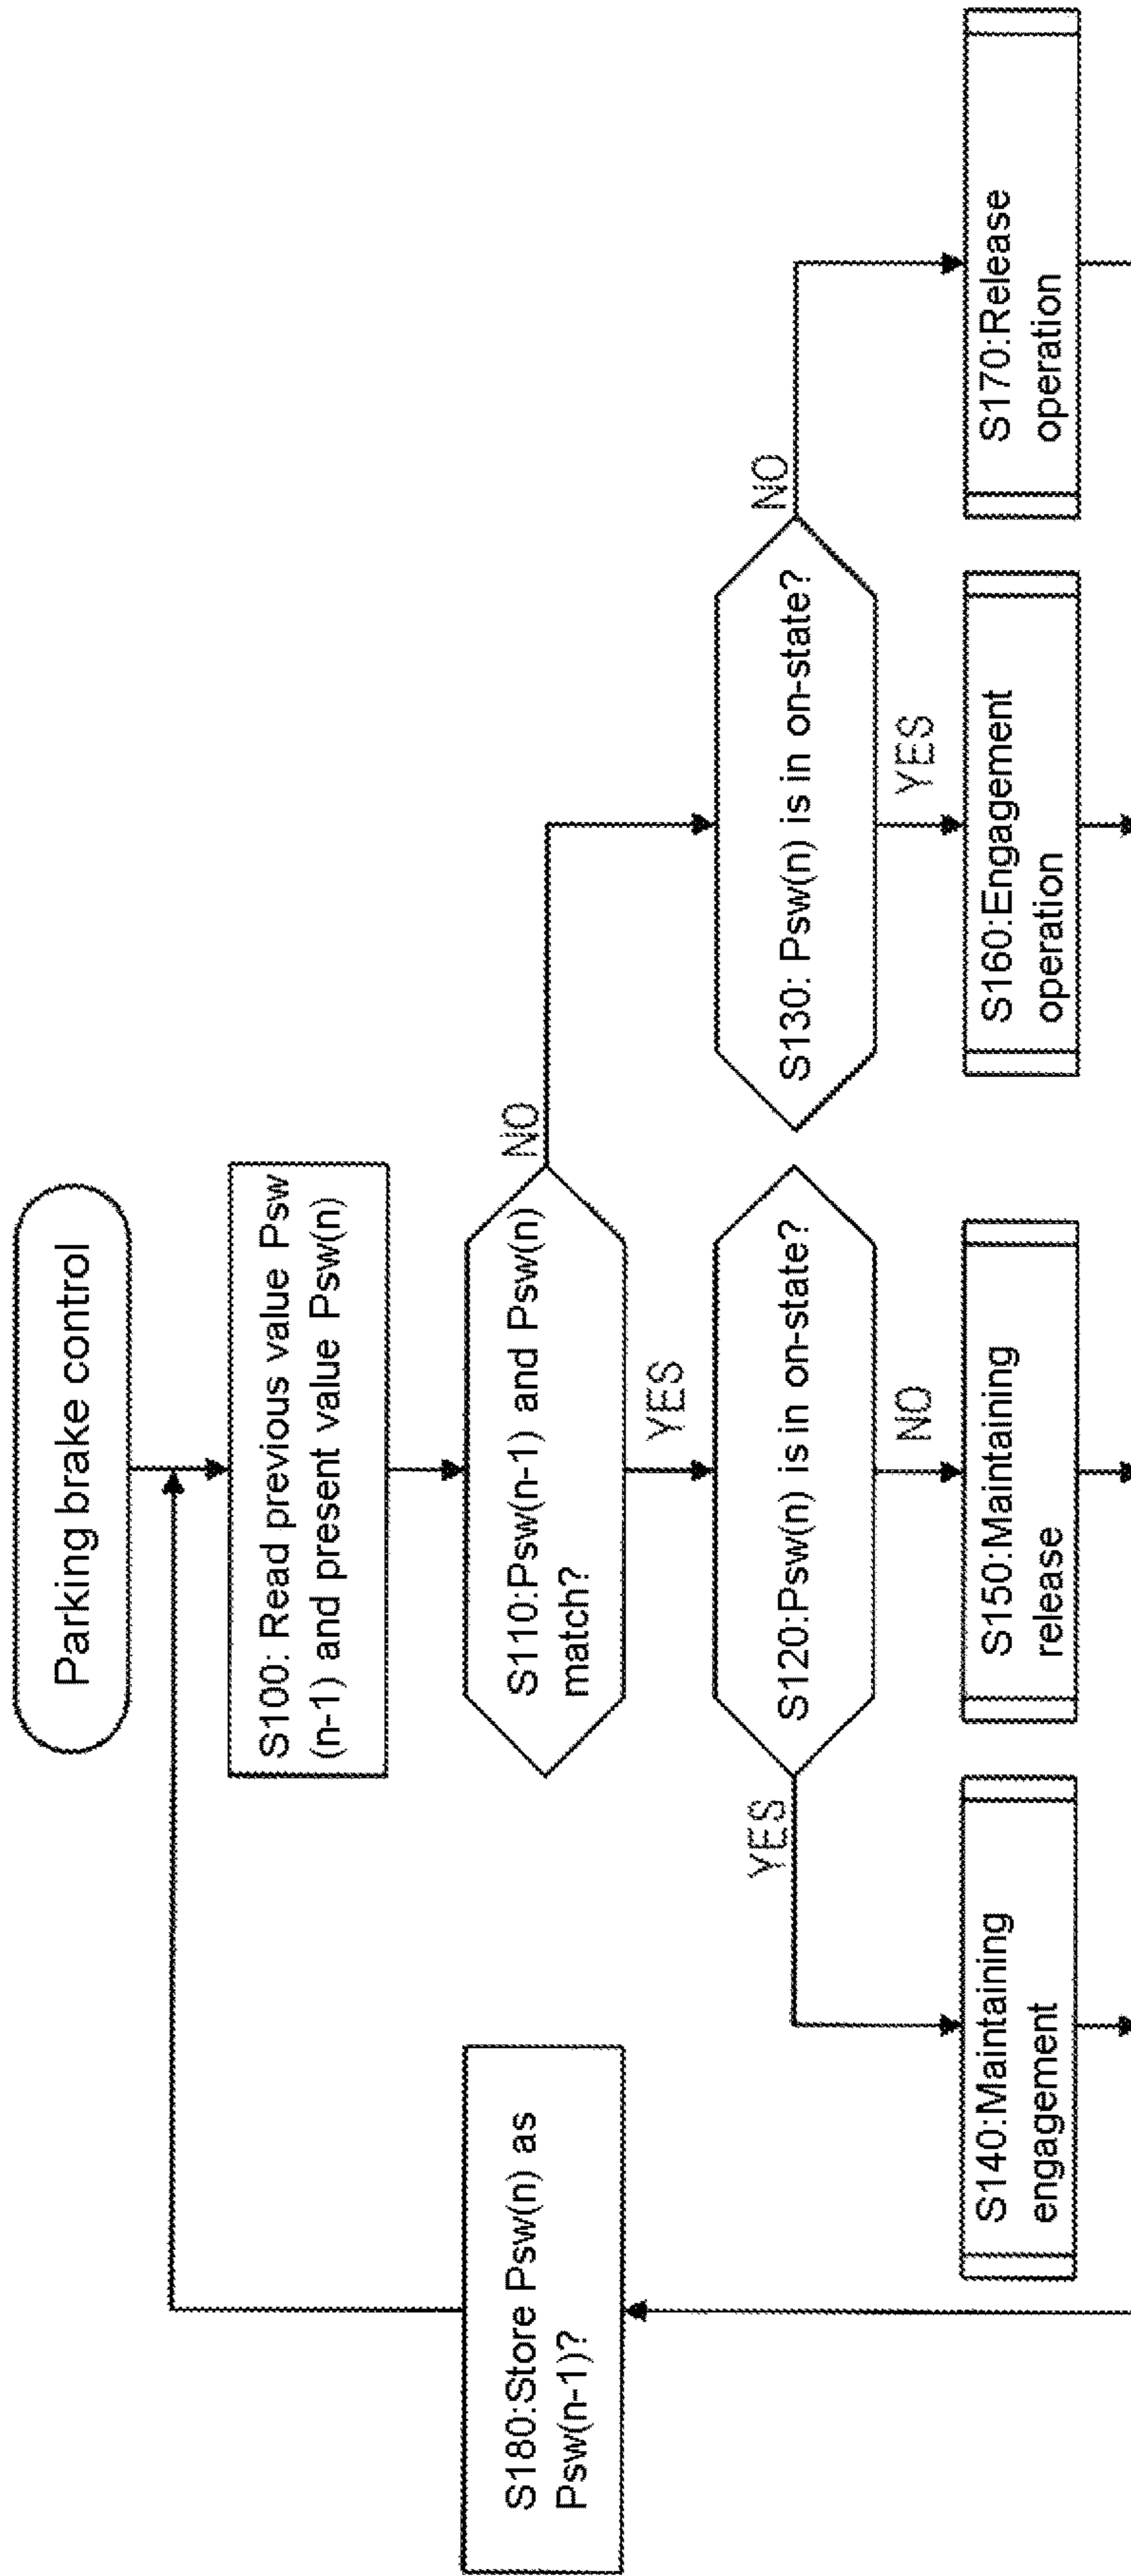 Parking brake control
S100: Read previous value Psw
(n-1) and present value Psw(n)
S110:Psw(n-1) and Psw(n)
match?
NO
YES
S120:Psw(n) is in on-state?
S130: Psw(n) is in on-state?
YES
NO
YES
NO
S140:Maintaining
engagement
S150:Maintaining
release
S160:Engagement
operation
S170:Release
operation
S180:Store Psw(n) as
Psw(n-1)?